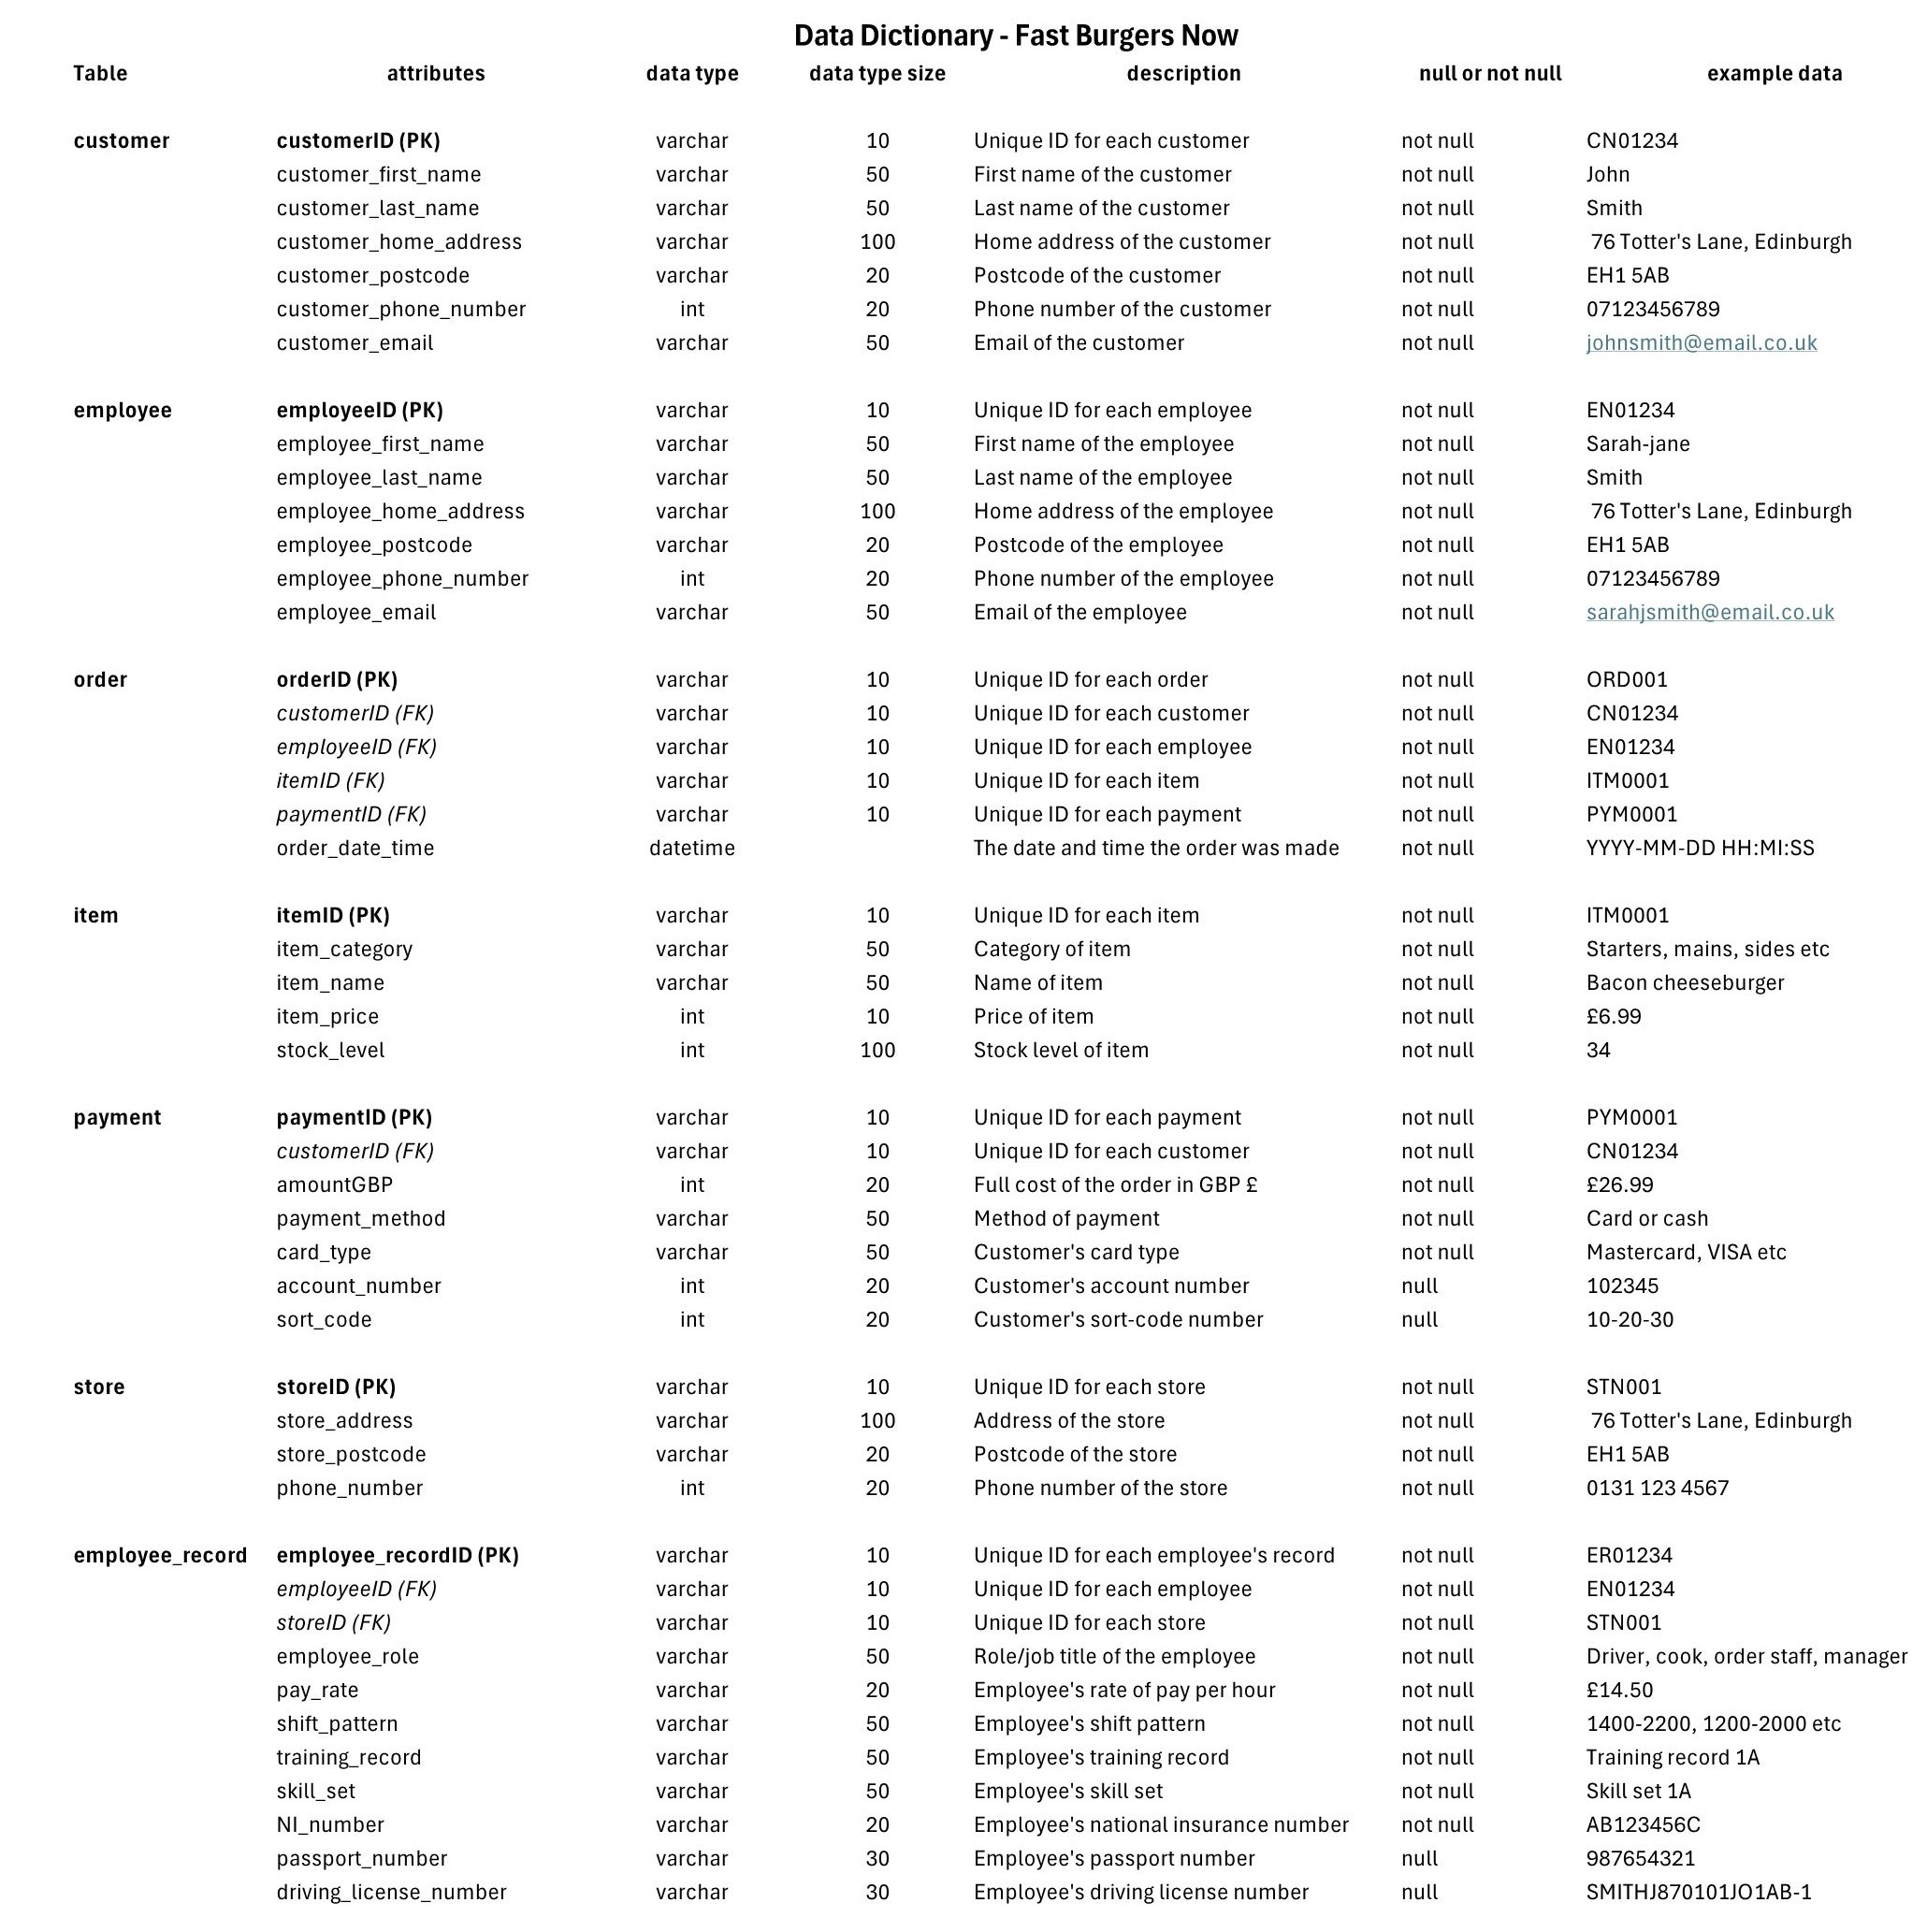 Data Dictionary - Fast Burgers Now
Table attributes data type data type size description null or not null example data
customer customerID (PK) varchar 10 Unique ID for each customer not null CN01234
customer_first_name varchar 50 First name of the customer not null John
customer_last_name varchar 50 Last name of the customer not null Smith
customer_home_address varchar 100 Home address of the customer not null 76 Totter's Lane, Edinburgh
customer_postcode varchar 20 Postcode of the customer not null EH1 5AB
customer_phone_number int 20 Phone number of the customer not null 07123456789
customer_email varchar 50 Email of the customer not null johnsmith@email.co.uk
employee employeeID (PK) varchar 10 Unique ID for each employee not null EN01234
employee_first_name varchar 50 First name of the employee not null Sarah-jane
employee_last_name varchar 50 Last name of the employee not null Smith
employee_home_address varchar 100 Home address of the employee not null 76 Totter's Lane, Edinburgh
employee_postcode varchar 20 Postcode of the employee not null EH1 5AB
employee_phone_number int 20 Phone number of the employee not null 07123456789
employee_email varchar 50 Email of the employee not null sarahjsmith@email.co.uk
order orderID (PK) varchar 10 Unique ID for each order not null ORD001
customerID (FK) varchar 10 Unique ID for each customer not null CN01234
employeeID (FK) varchar 10 Unique ID for each employee not null EN01234
itemID (FK) varchar 10 Unique ID for each item not null ITM0001
paymentID (FK) varchar 10 Unique ID for each payment not null PYM0001
order_date_time datetime The date and time the order was made not null YYYY-MM-DD HH:MI:SS
item itemID (PK) varchar 10 Unique ID for each item not null ITM0001
item_category varchar 50 Category of item not null Starters, mains, sides etc
item_name varchar 50 Name of item not null Bacon cheeseburger
item_price int 10 Price of item not null £6.99
stock_level int 100 Stock level of item not null 34
payment paymentID (PK) varchar 10 Unique ID for each payment not null PYM0001
customerID (FK) varchar 10 Unique ID for each customer not null CN01234
amountGBP int 20 Full cost of the order in GBP £ not null £26.99
payment_method varchar 50 Method of payment not null Card or cash
card_type varchar 50 Customer's card type not null Mastercard, VISA etc
account_number int 20 Customer's account number null 102345
sort_code int 20 Customer's sort-code number null 10-20-30
store storeID (PK) varchar 10 Unique ID for each store not null STN001
store_address varchar 100 Address of the store not null 76 Totter's Lane, Edinburgh
store_postcode varchar 20 Postcode of the store not null EH1 5AB
phone_number int 20 Phone number of the store not null 0131 123 4567
employee_record employee_recordID (PK) varchar 10 Unique ID for each employee's record not null ER01234
employeeID (FK) varchar 10 Unique ID for each employee not null EN01234
storeID (FK) varchar 10 Unique ID for each store not null STN001
employee_role varchar 50 Role/job title of the employee not null Driver, cook, order staff, manager
pay_rate varchar 20 Employee's rate of pay per hour not null £14.50
shift_pattern varchar 50 Employee's shift pattern not null 1400-2200, 1200-2000 etc
training_record varchar 50 Employee's training record not null Training record 1A
skill_set varchar 50 Employee's skill set not null Skill set 1A
NI_number varchar 20 Employee's national insurance number not null AB123456C
passport_number varchar 30 Employee's passport number null 987654321
driving_license_number varchar 30 Employee's driving license number null SMITHJ870101JO1AB-1